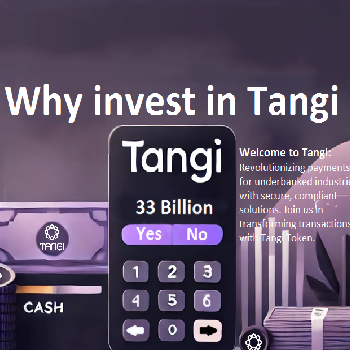 Why invest in Tangi
Tangi
33 Billion
Yes No
1 2 3
4 5 6
0
Welcome to Tangi:
Revolutionizing payments
for underbanked industrie
with secure, compliant
solutions. Join us in
transforming transactions
with Tangi Token.
TANGI
CASH